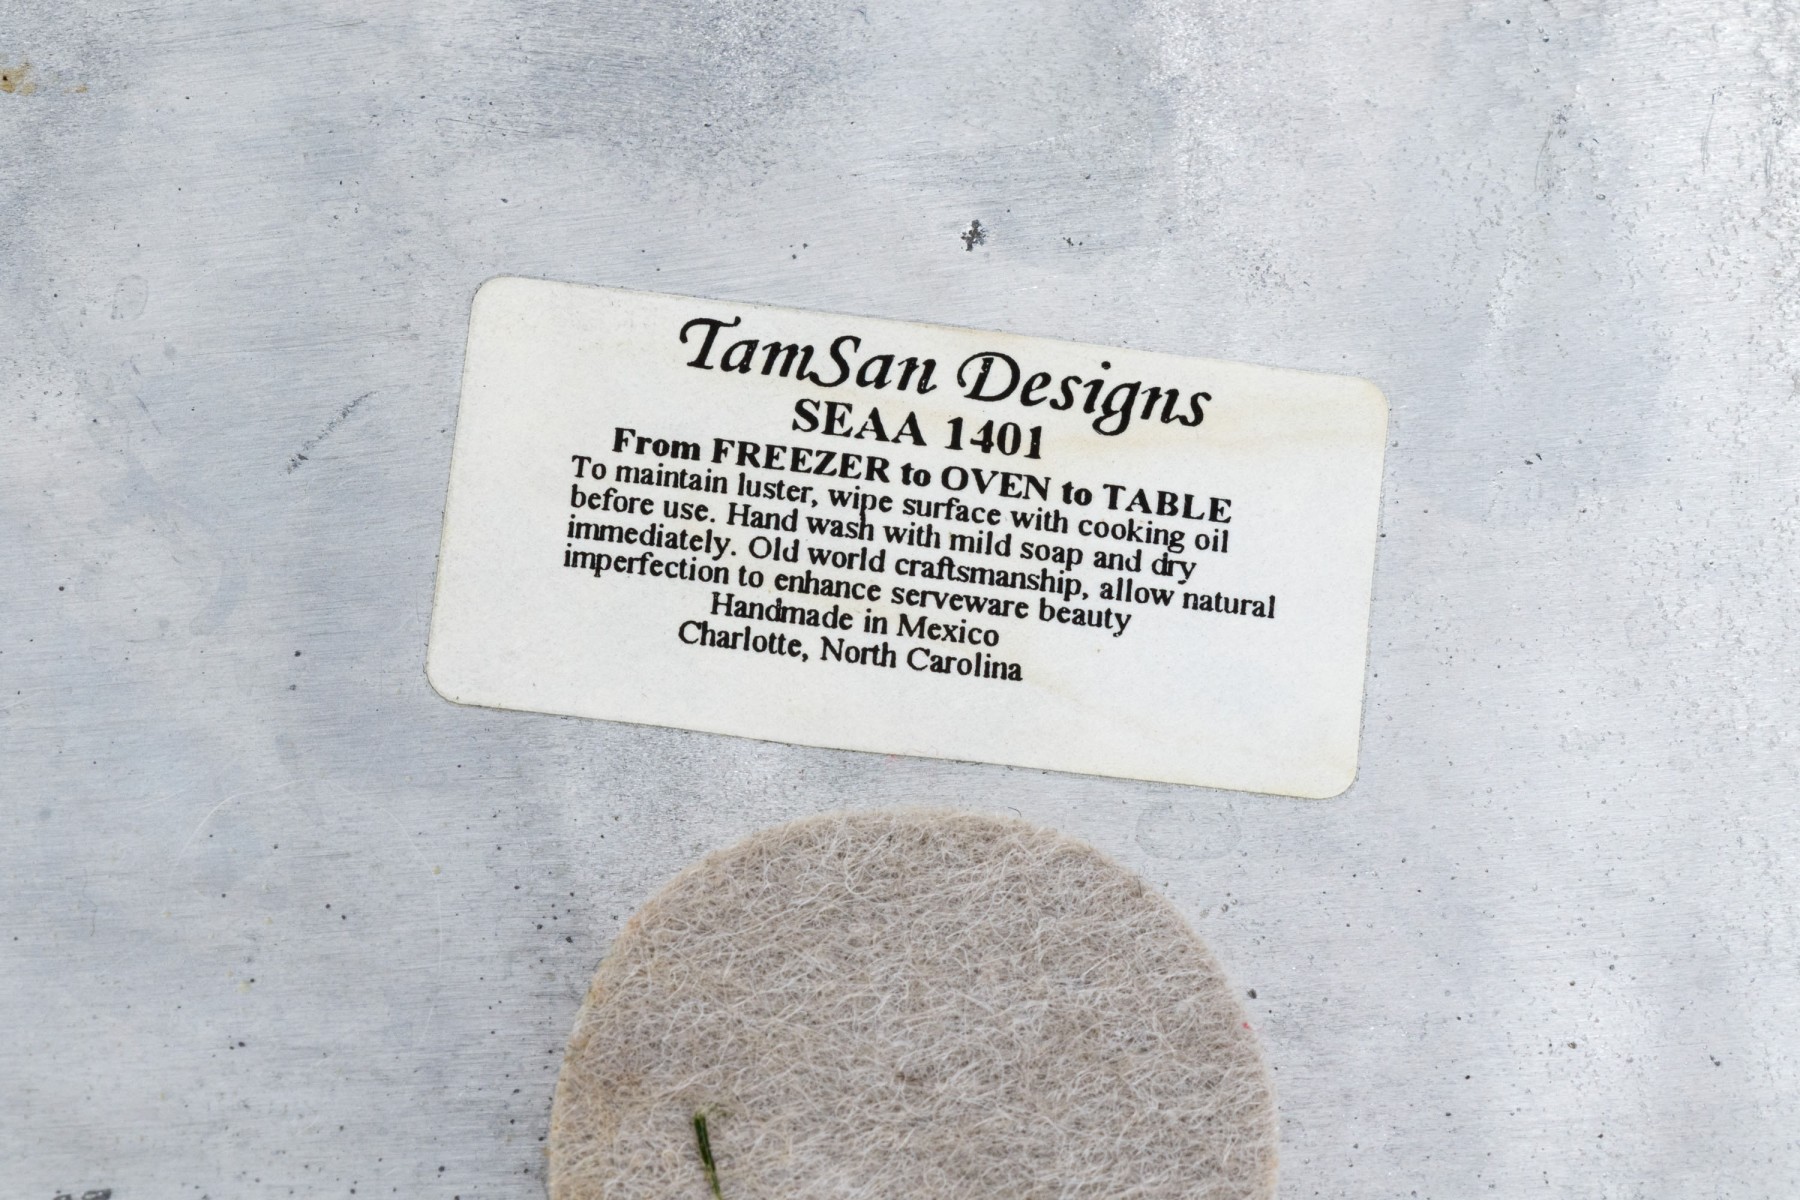 TamSan Designs
SEAA 1401
From FREEZER to OVEN to TABLE
To maintain luster, wipe surface with cooking oil
before use. Hand wash with mild soap and dry
immediately. Old world craftsmanship, allow natural
imperfection to enhance serveware beauty
Handmade in Mexico
Charlotte, North Carolina